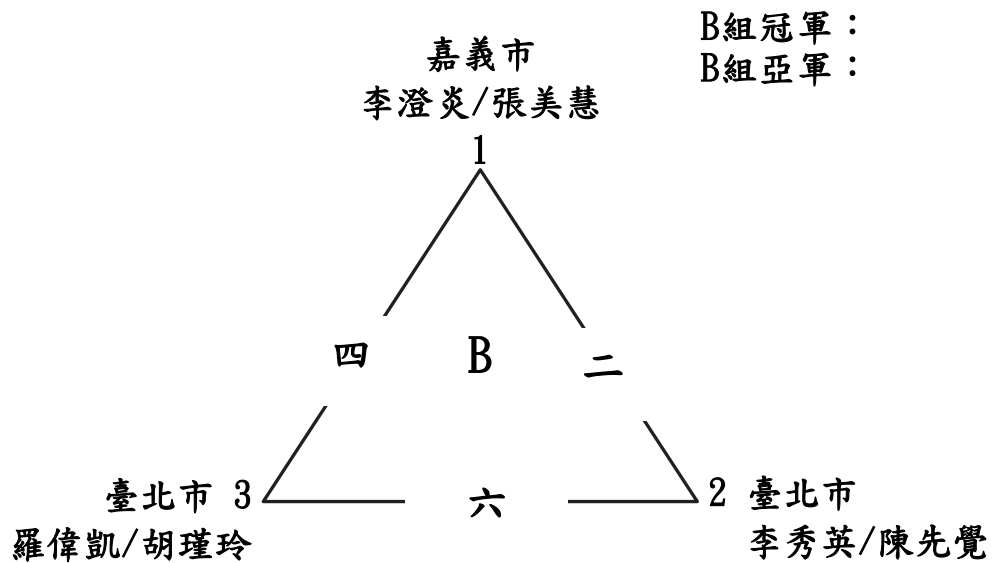 B組冠軍：
B組亞軍：
嘉義市
李澄炎/張美慧
1
四
B
二
臺北市 3
羅偉凱/胡瑾玲
六
2 臺北市
李秀英/陳先覺